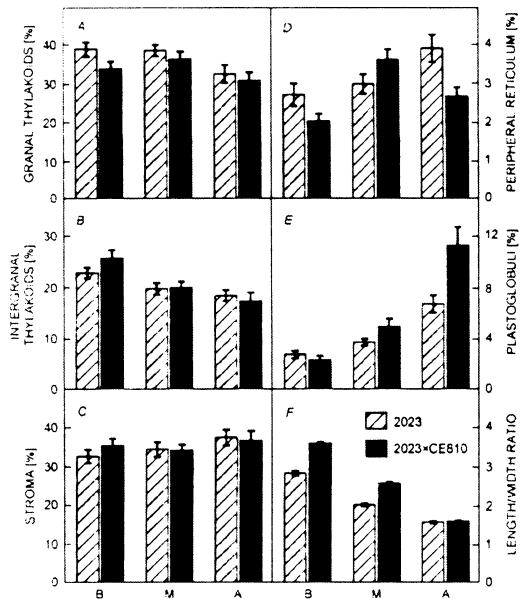 A
D
GRANAL THYLAKOIDS [%]
40
30
20
10
0
4
3
2
1
0
PERIPHERAL RETICULUM [%]
B
E
INTERGRANAL THYLAKOIDS [%]
30
20
10
0
12
8
4
0
PLASTOGLOBULI [%]
C
F
STROMA [%]
40
30
20
10
0
2023
2023×CE810
4
3
2
1
0
LENGTH/WIDTH RATIO
B M A B M A